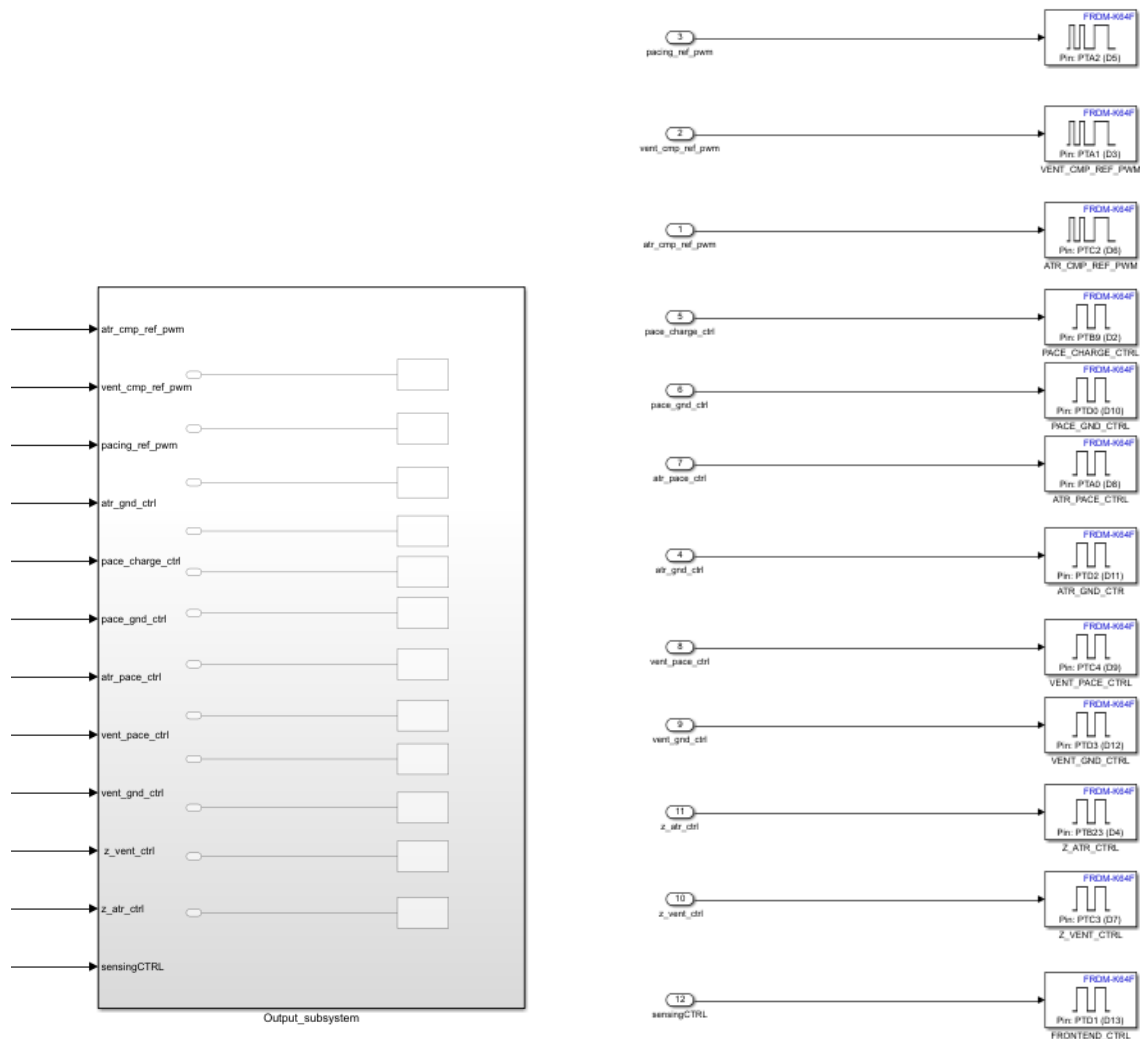 atr_cmp_ref_pwm
vent_cmp_ref_pwm
pacing_ref_pwm
atr_gnd_ctrl
pace_charge_ctrl
pace_gnd_ctrl
atr_pace_ctrl
vent_pace_ctrl
vent_gnd_ctrl
z_vent_ctrl
z_atr_ctrl
sensingCTRL
Output_subsystem
3
pacing_ref_pwm
FRDM-K64F
Pin: PTA2 (D5)
2
vent_cmp_ref_pwm
FRDM-K64F
Pin: PTA1 (D3)
VENT_CMP_REF_PWM
1
atr_cmp_ref_pwm
FRDM-K64F
Pin: PTC2 (D6)
ATR_CMP_REF_PWM
5
pace_charge_ctrl
FRDM-K64F
Pin: PTB9 (D2)
PACE_CHARGE_CTRL
6
pace_gnd_ctrl
FRDM-K64F
Pin: PTD0 (D10)
PACE_GND_CTRL
7
atr_pace_ctrl
FRDM-K64F
Pin: PTA0 (D8)
ATR_PACE_CTRL
4
atr_gnd_ctrl
FRDM-K64F
Pin: PTD2 (D11)
ATR_GND_CTR
8
vent_pace_ctrl
FRDM-K64F
Pin: PTC4 (D9)
VENT_PACE_CTRL
9
vent_gnd_ctrl
FRDM-K64F
Pin: PTD3 (D12)
VENT_GND_CTRL
11
z_atr_ctrl
FRDM-K64F
Pin: PTB23 (D4)
Z_ATR_CTRL
10
z_vent_ctrl
FRDM-K64F
Pin: PTC3 (D7)
Z_VENT_CTRL
12
sensingCTRL
FRDM-K64F
Pin: PTD1 (D13)
FRONTEND_CTRL